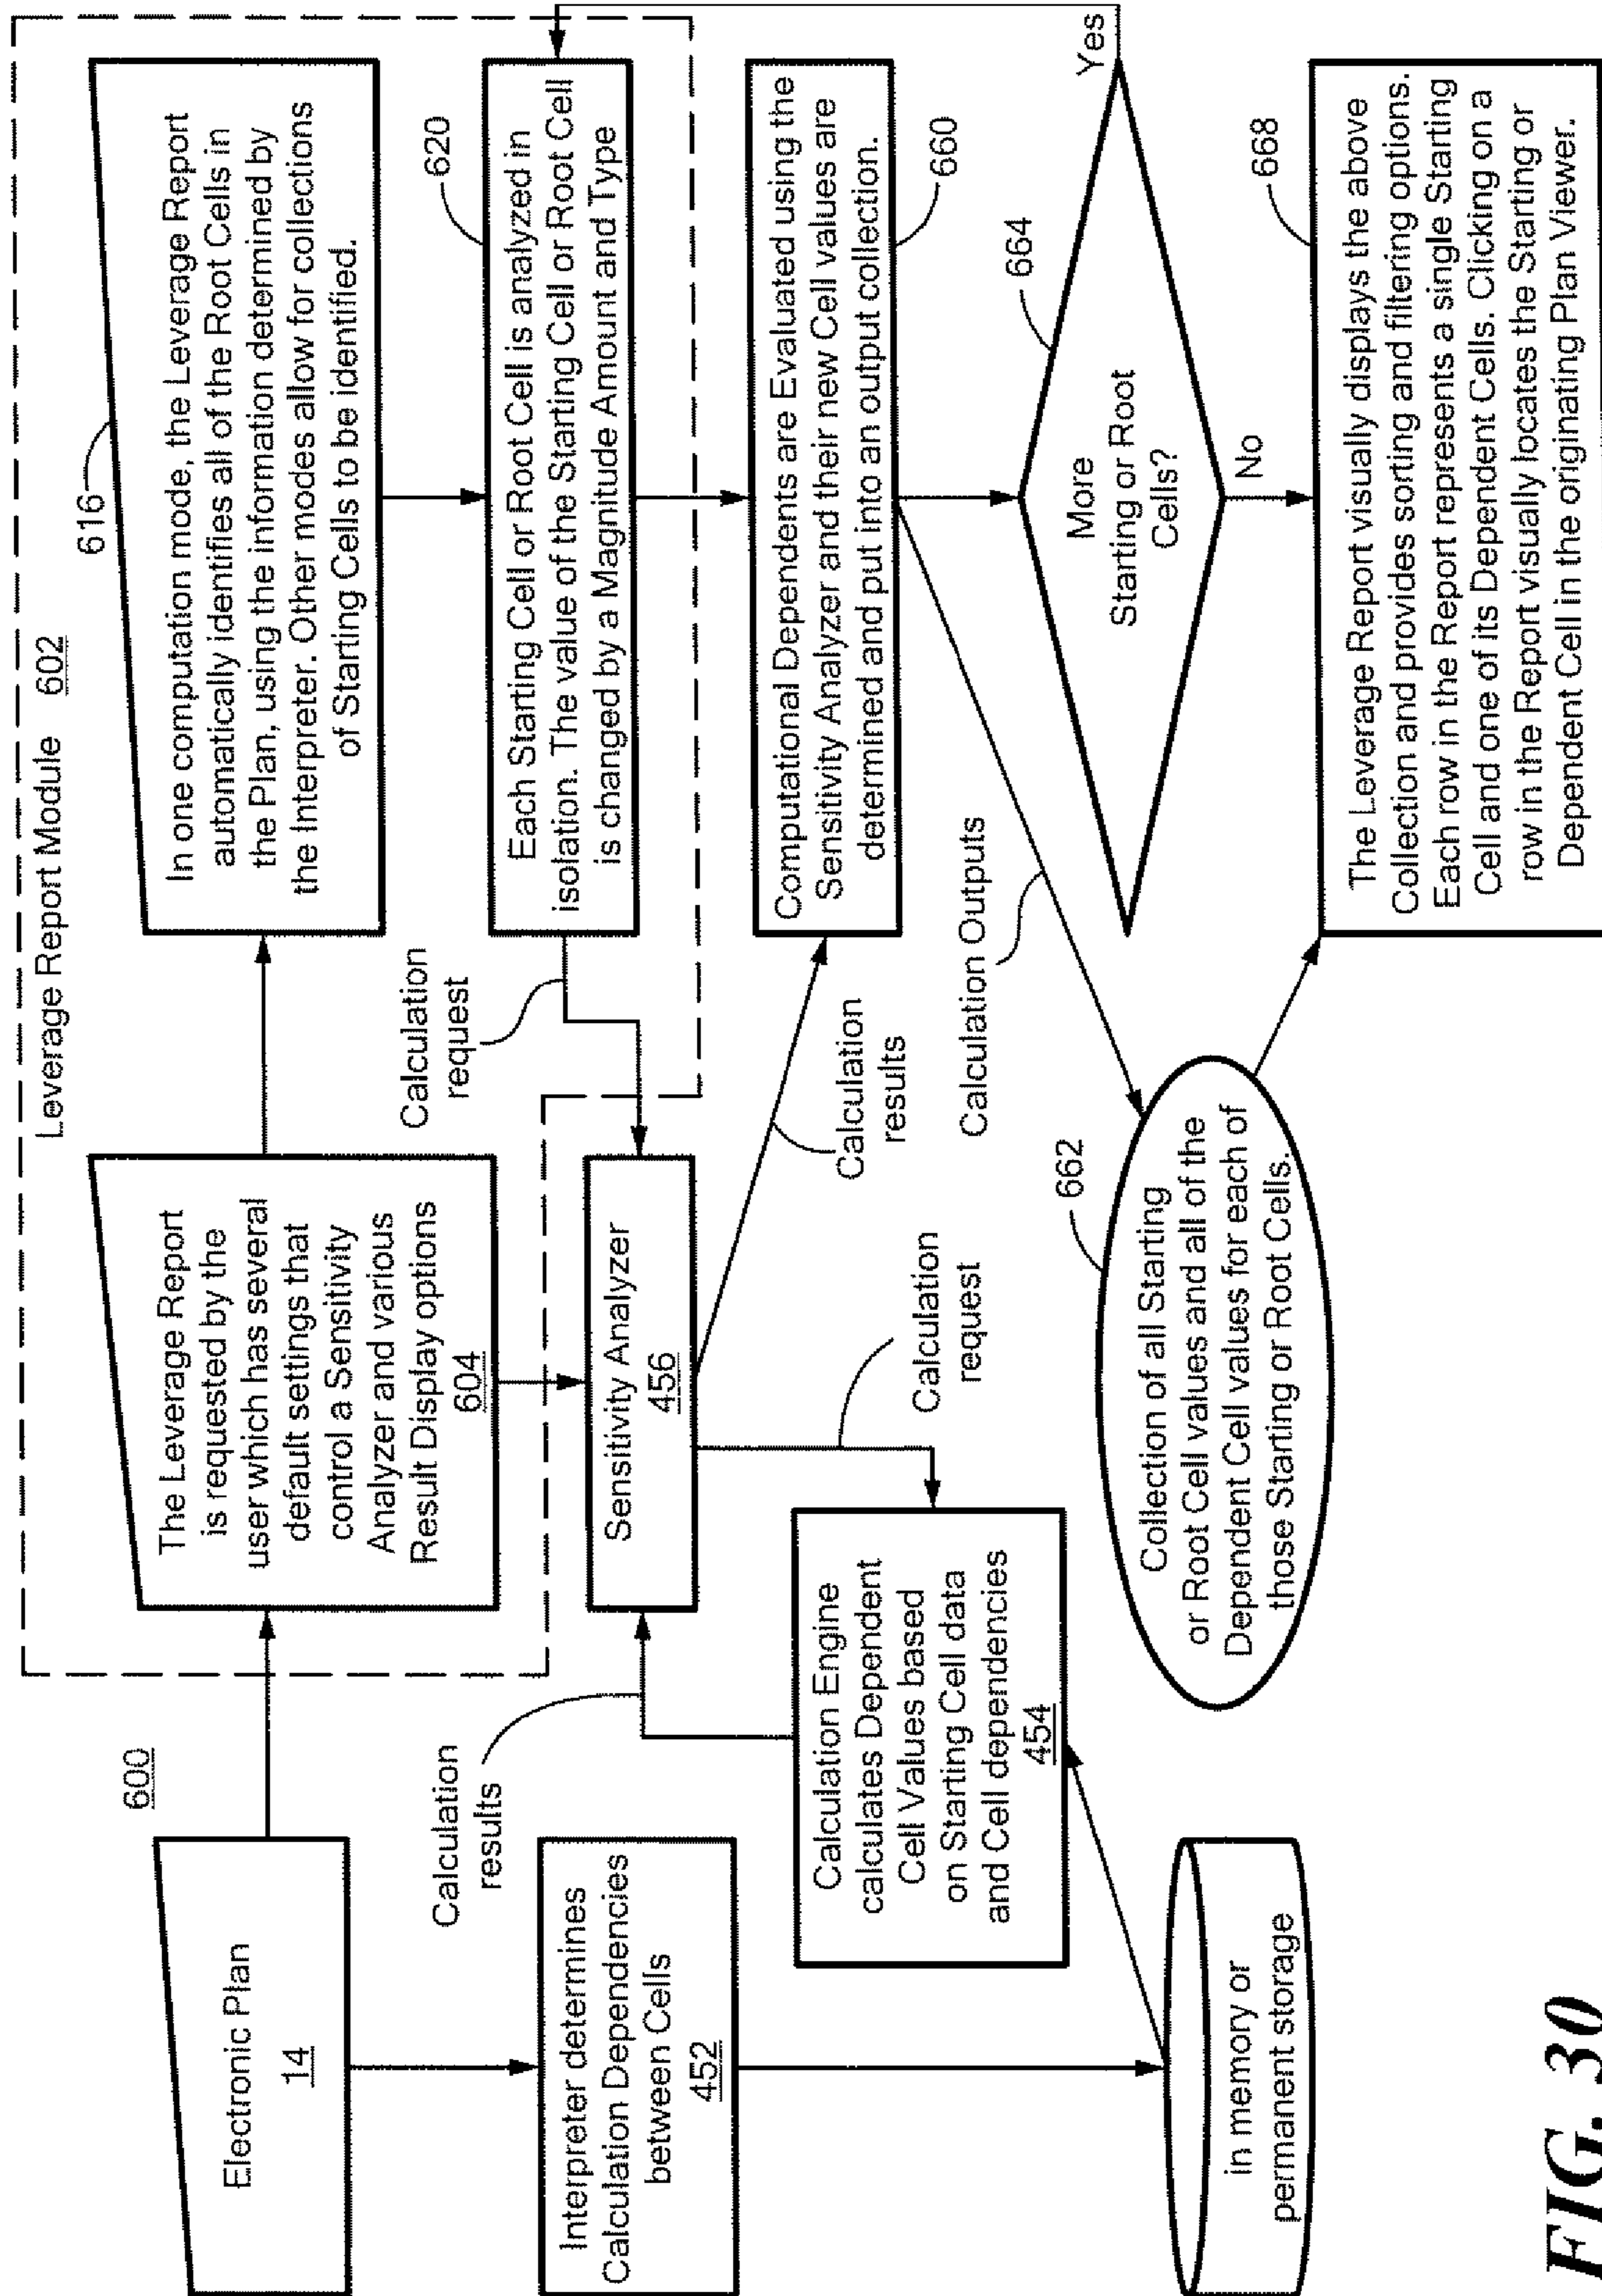 600
Electronic Plan
14
Interpreter determines
Calculation Dependencies
between Cells
452
in memory or
permanent storage
Leverage Report Module 602
The Leverage Report
is requested by the
user which has several
default settings that
control a Sensitivity
Analyzer and various
Result Display options
604
Sensitivity Analyzer
456
Calculation
results
Calculation Engine
calculates Dependent
Cell Values based
on Starting Cell data
and Cell dependencies
454
Calculation
request
Calculation
request
Calculation
results
616
In one computation mode, the Leverage Report
automatically identifies all of the Root Cells in
the Plan, using the information determined by
the Interpreter. Other modes allow for collections
of Starting Cells to be identified.
620
Each Starting Cell or Root Cell is analyzed in
isolation. The value of the Starting Cell or Root Cell
is changed by a Magnitude Amount and Type
Computational Dependents are Evaluated using the
Sensitivity Analyzer and their new Cell values are
determined and put into an output collection.
660
Calculation Outputs
662
Collection of all Starting
or Root Cell values and all of the
Dependent Cell values for each of
those Starting or Root Cells.
664
More
Starting or Root
Cells?
Yes
No
668
The Leverage Report visually displays the above
Collection and provides sorting and filtering options.
Each row in the Report represents a single Starting
Cell and one of its Dependent Cells. Clicking on a
row in the Report visually locates the Starting or
Dependent Cell in the originating Plan Viewer.
FIG. 30